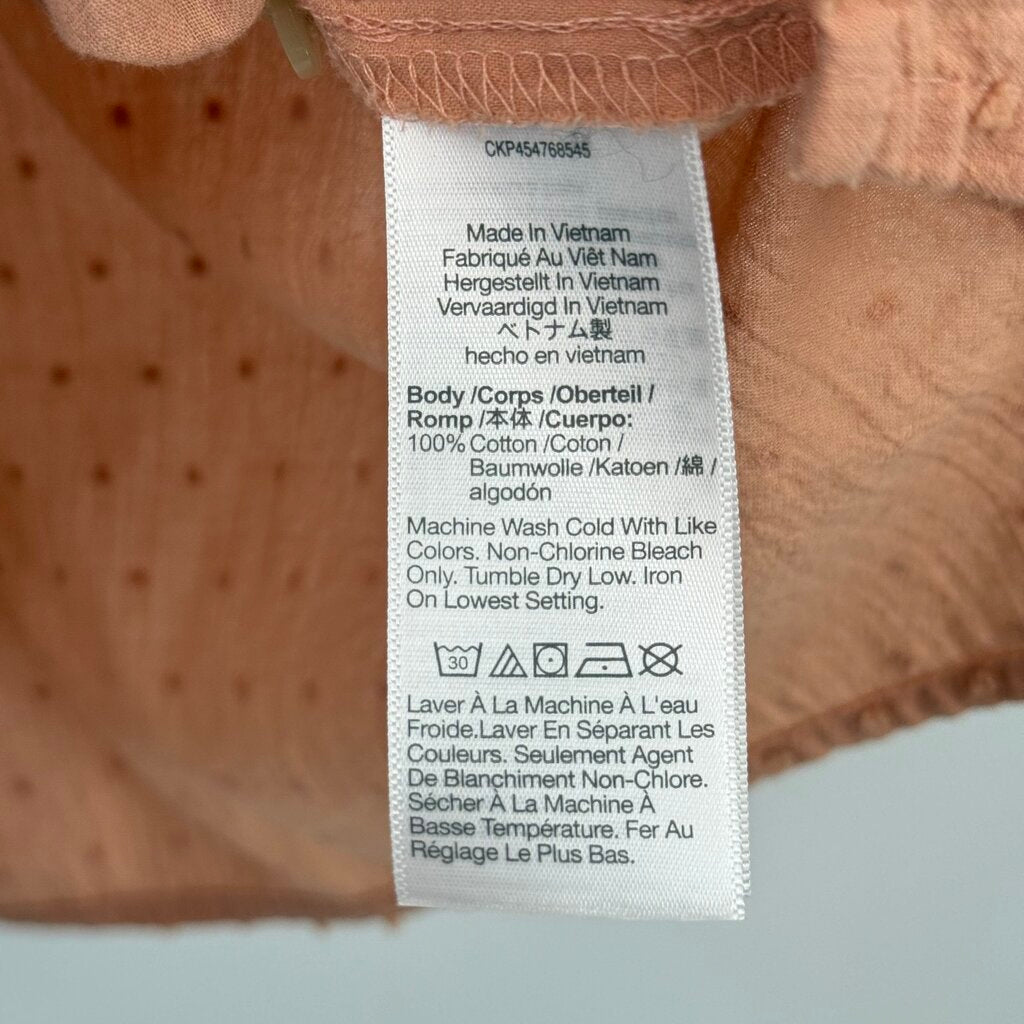 CKP454768545
Made In Vietnam
Fabriqué Au Viêt Nam
Hergestellt In Vietnam
Vervaardigd In Vietnam
ベトナム製
hecho en vietnam
Body /Corps /Oberteil /
Romp /本体 /Cuerpo:
100% Cotton /Coton /
Baumwolle /Katoen /綿 /
algodón
Machine Wash Cold With Like
Colors. Non-Chlorine Bleach
Only. Tumble Dry Low. Iron
On Lowest Setting.
30
Laver À La Machine À L'eau
Froide.Laver En Séparant Les
Couleurs. Seulement Agent
De Blanchiment Non-Chlore.
Sécher À La Machine À
Basse Température. Fer Au
Réglage Le Plus Bas.